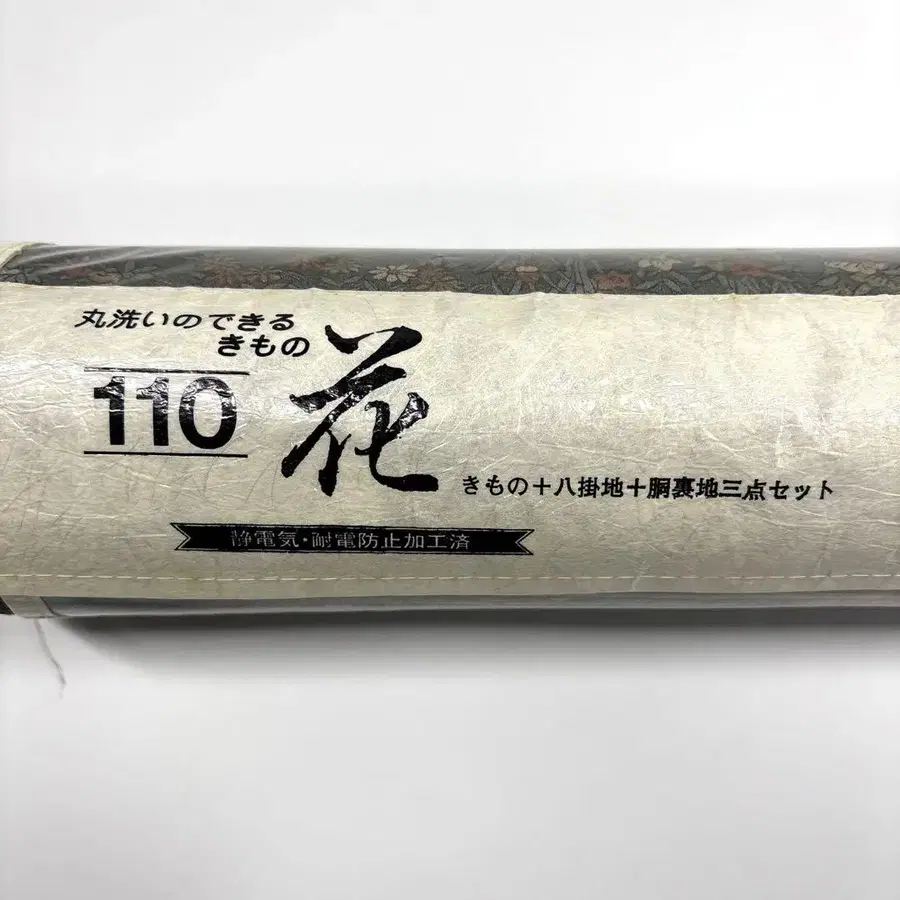 丸洗いのできる
きもの
110
花
きもの＋八掛地＋胴裏地三点セット
静電気・耐電防止加工済